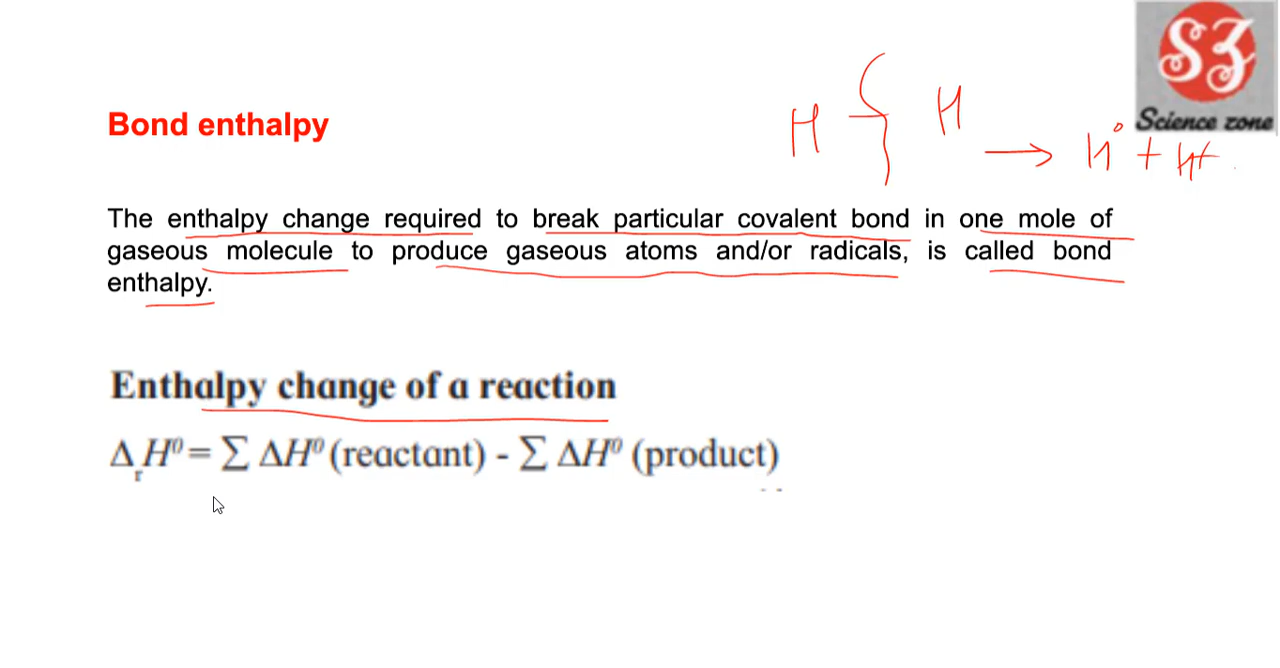 SZ
Science zone
Bond enthalpy
H H → H° + H
The enthalpy change required to break particular covalent bond in one mole of
gaseous molecule to produce gaseous atoms and/or radicals, is called bond
enthalpy.
Enthalpy change of a reaction
ΔᵣH⁰ = ∑ ΔH⁰ (reactant) - ∑ ΔH⁰ (product)